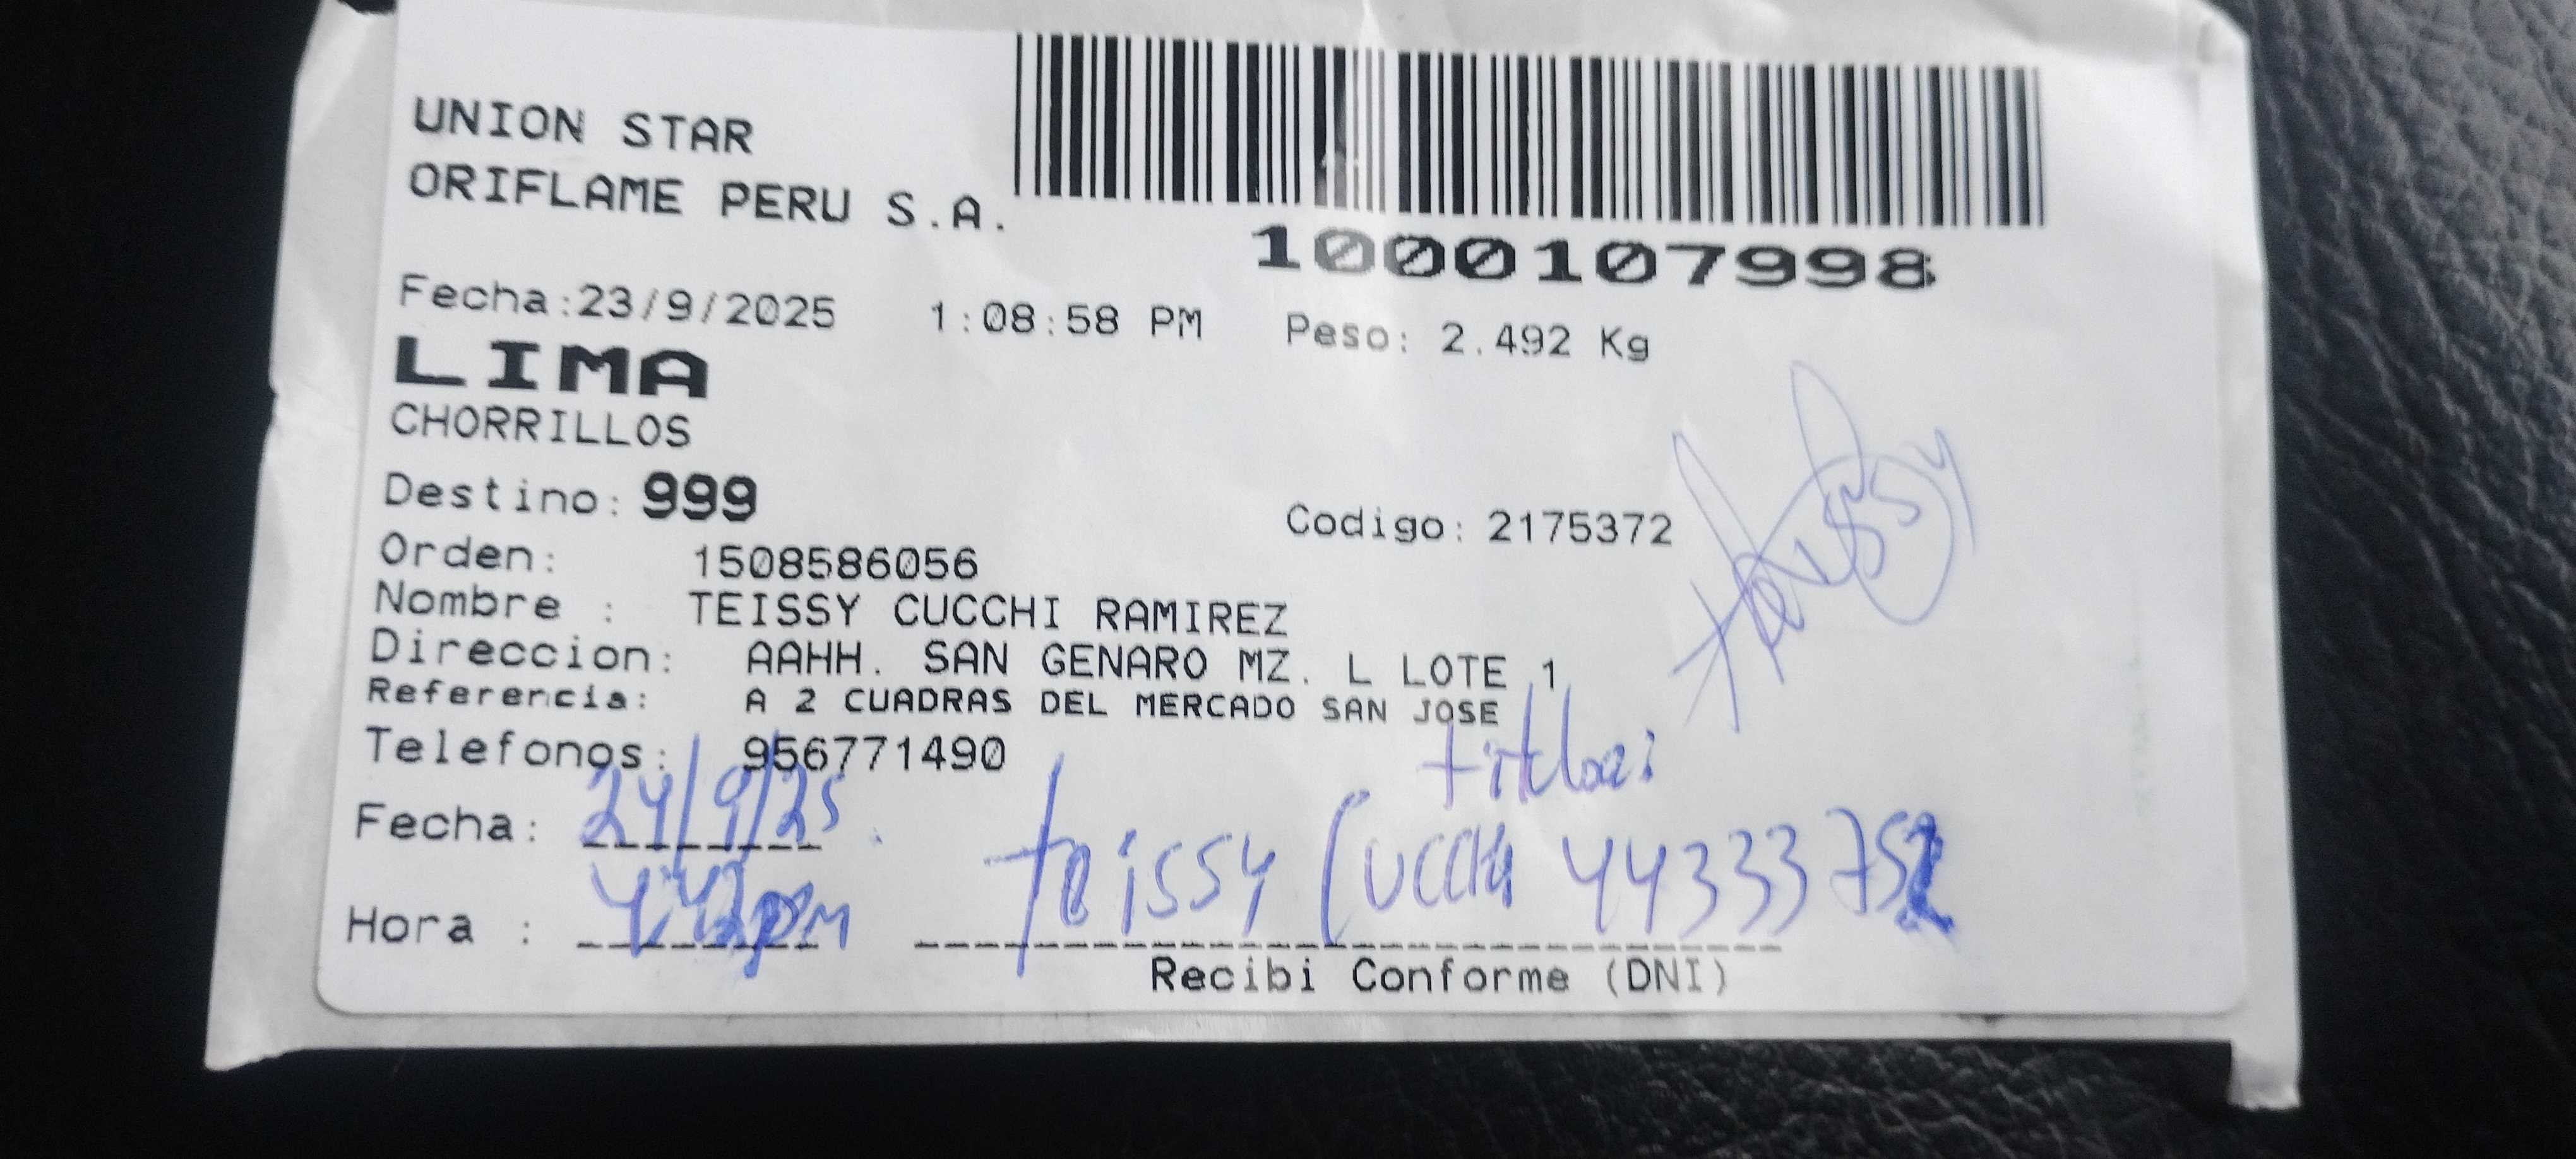 UNION STAR
ORIFLAME PERU S.A.
1000107998
Fecha:23/9/2025 1:08:58 PM Peso: 2.492 Kg
LIMA
CHORRILLOS
Destino: 999
Codigo: 2175372
Orden: 1508586056
Nombre : TEISSY CUCCHI RAMIREZ
Direccion: AAHH. SAN GENARO MZ. L LOTE 1
Referencia: A 2 CUADRAS DEL MERCADO SAN JOSE
Telefonos: 956771490
Fecha: 24/9/25
Hora : teissy Cucchi
Recibi Conforme (DNI)